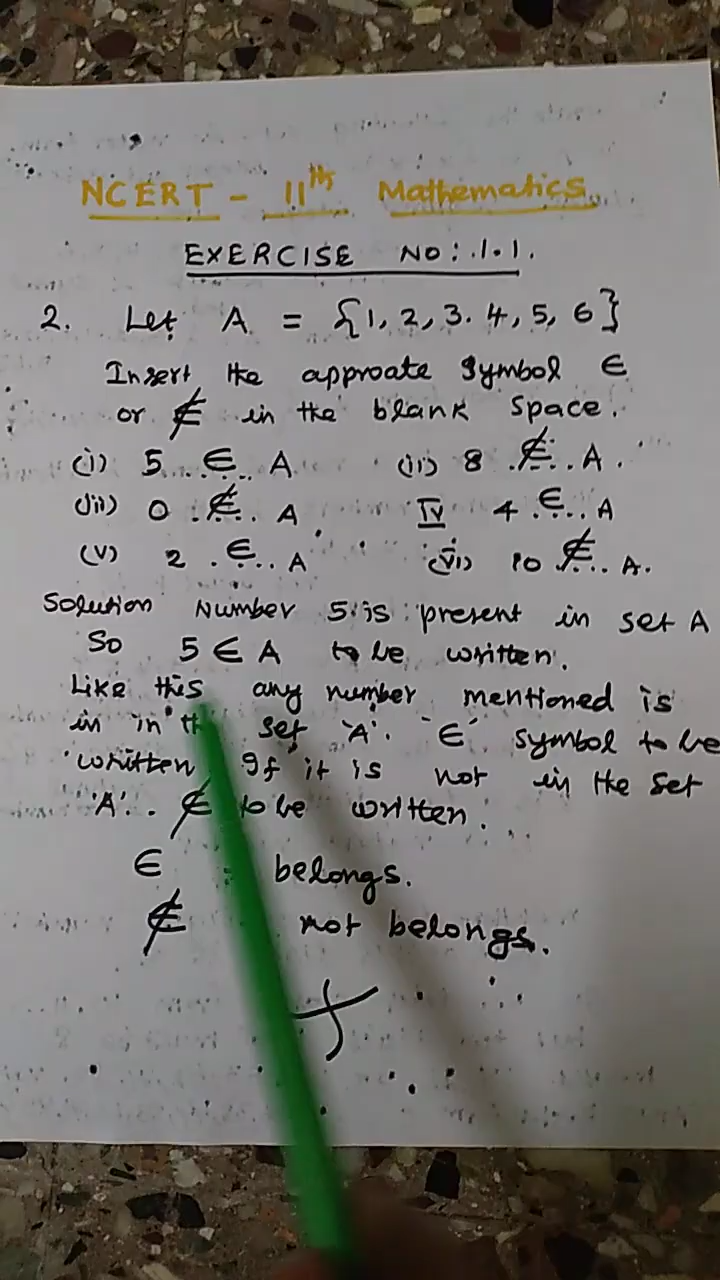 NCERT - 11th Mathematics
EXERCISE NO: 1.1.
2. Let A = {1, 2, 3. 4, 5, 6}
Insert the approate symbol ∈
or ∉ in the blank space.
(i) 5 ..∈.. A (ii) 8 .∉.. A.
(iii) 0 .∉.. A (iv) 4 .∈.. A
(v) 2 .∈.. A (vi) 10 .∉.. A.
Solution Number 5 is present in set A
So 5 ∈ A to be written.
Like this any number mentioned is
in in set 'A'. '∈' symbol to be
written If it is not in the set
'A'. ∉ to be written.
∈ belongs.
∉ not belongs.